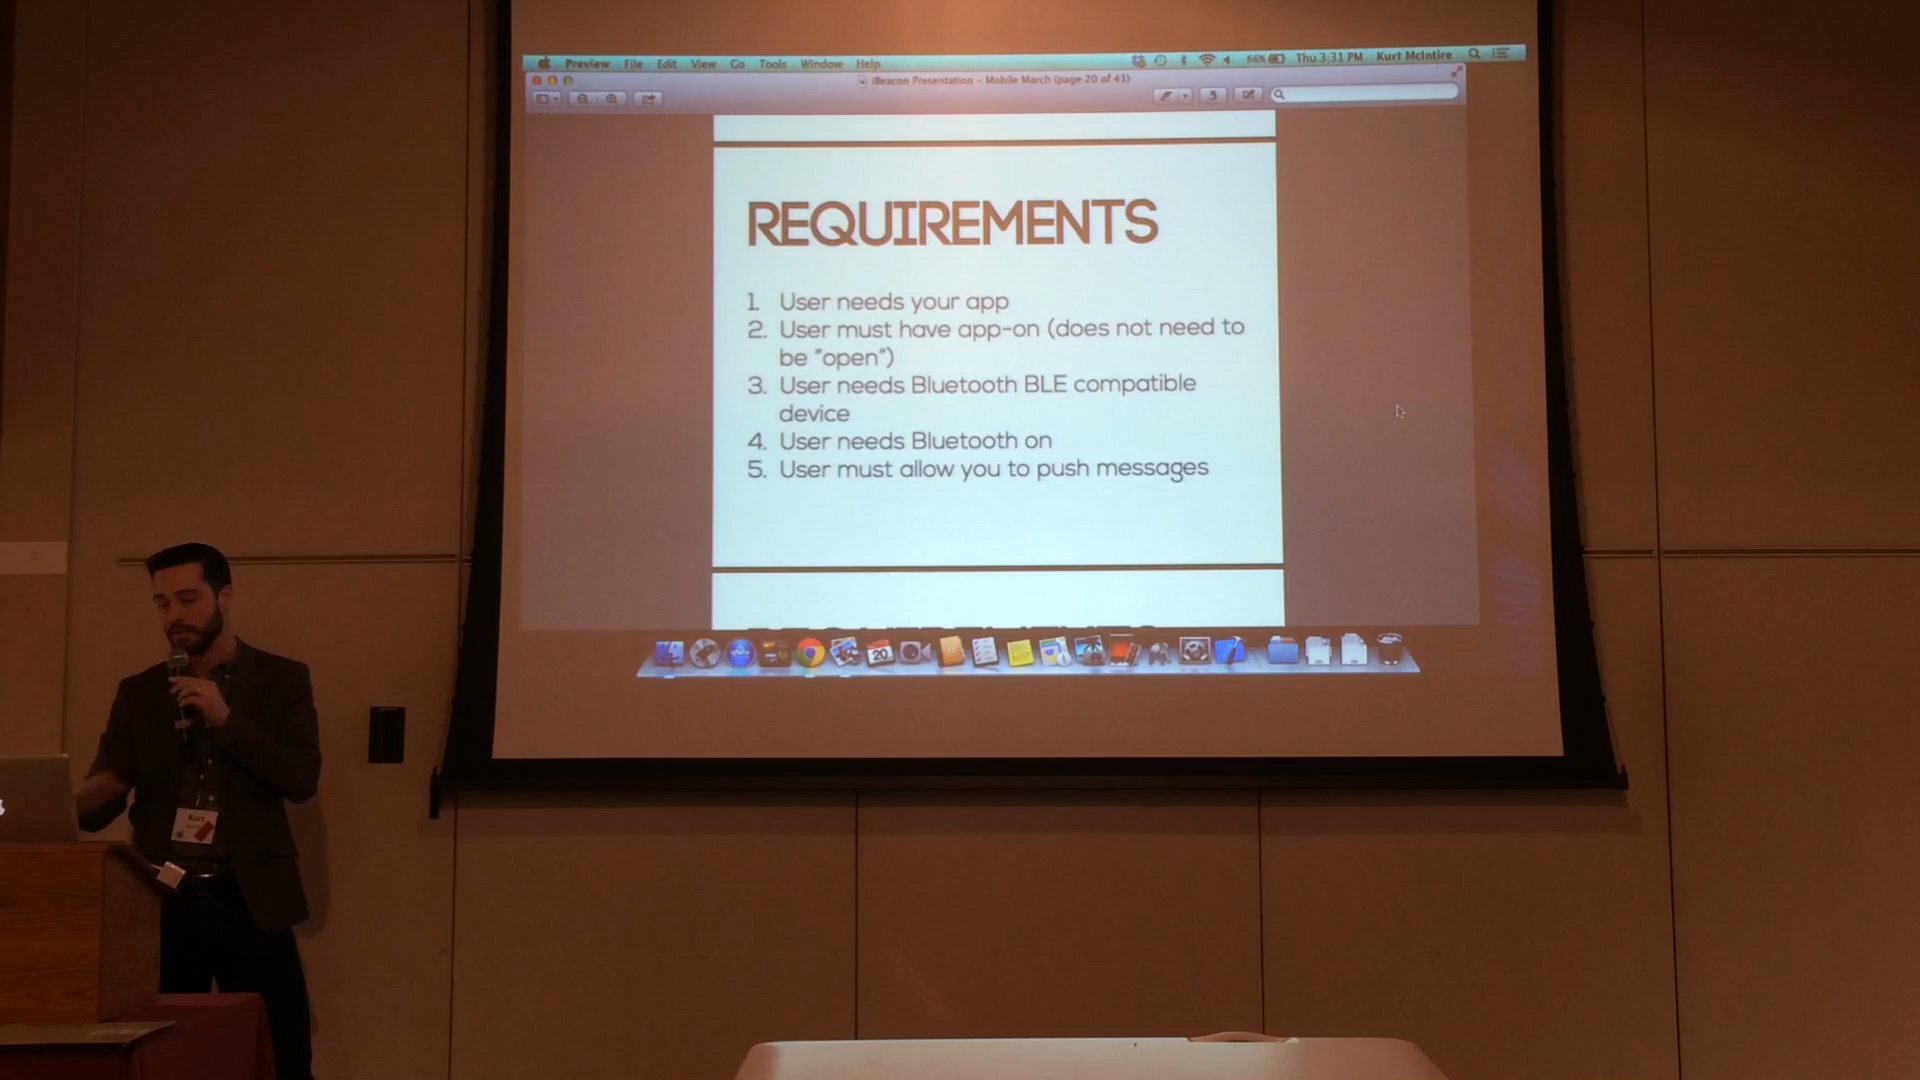 Preview File Edit View Go Tools Window Help 66% Thu 3:31 PM Kurt McIntire
iBeacon Presentation - Mobile March (page 20 of 41)
REQUIREMENTS
1. User needs your app
2. User must have app-on (does not need to
be "open")
3. User needs Bluetooth BLE compatible
device
4. User needs Bluetooth on
5. User must allow you to push messages
20
Kurt